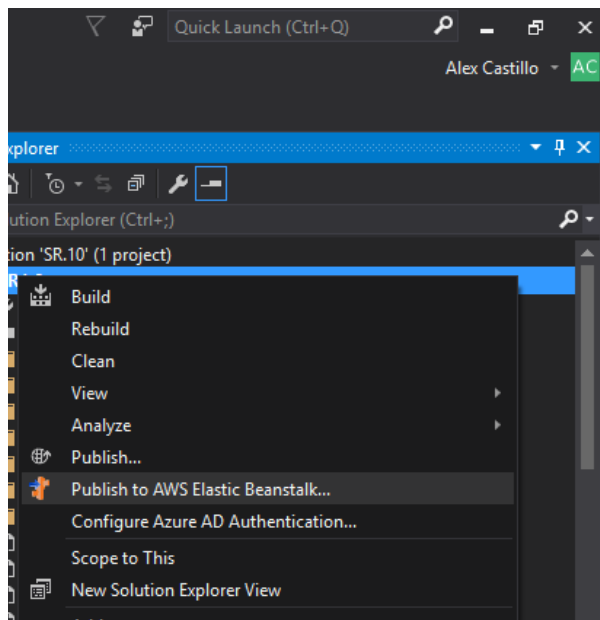 Quick Launch (Ctrl+Q)
Alex Castillo AC
xplorer
ution Explorer (Ctrl+;)
tion 'SR.10' (1 project)
Build
Rebuild
Clean
View
Analyze
Publish...
Publish to AWS Elastic Beanstalk...
Configure Azure AD Authentication...
Scope to This
New Solution Explorer View